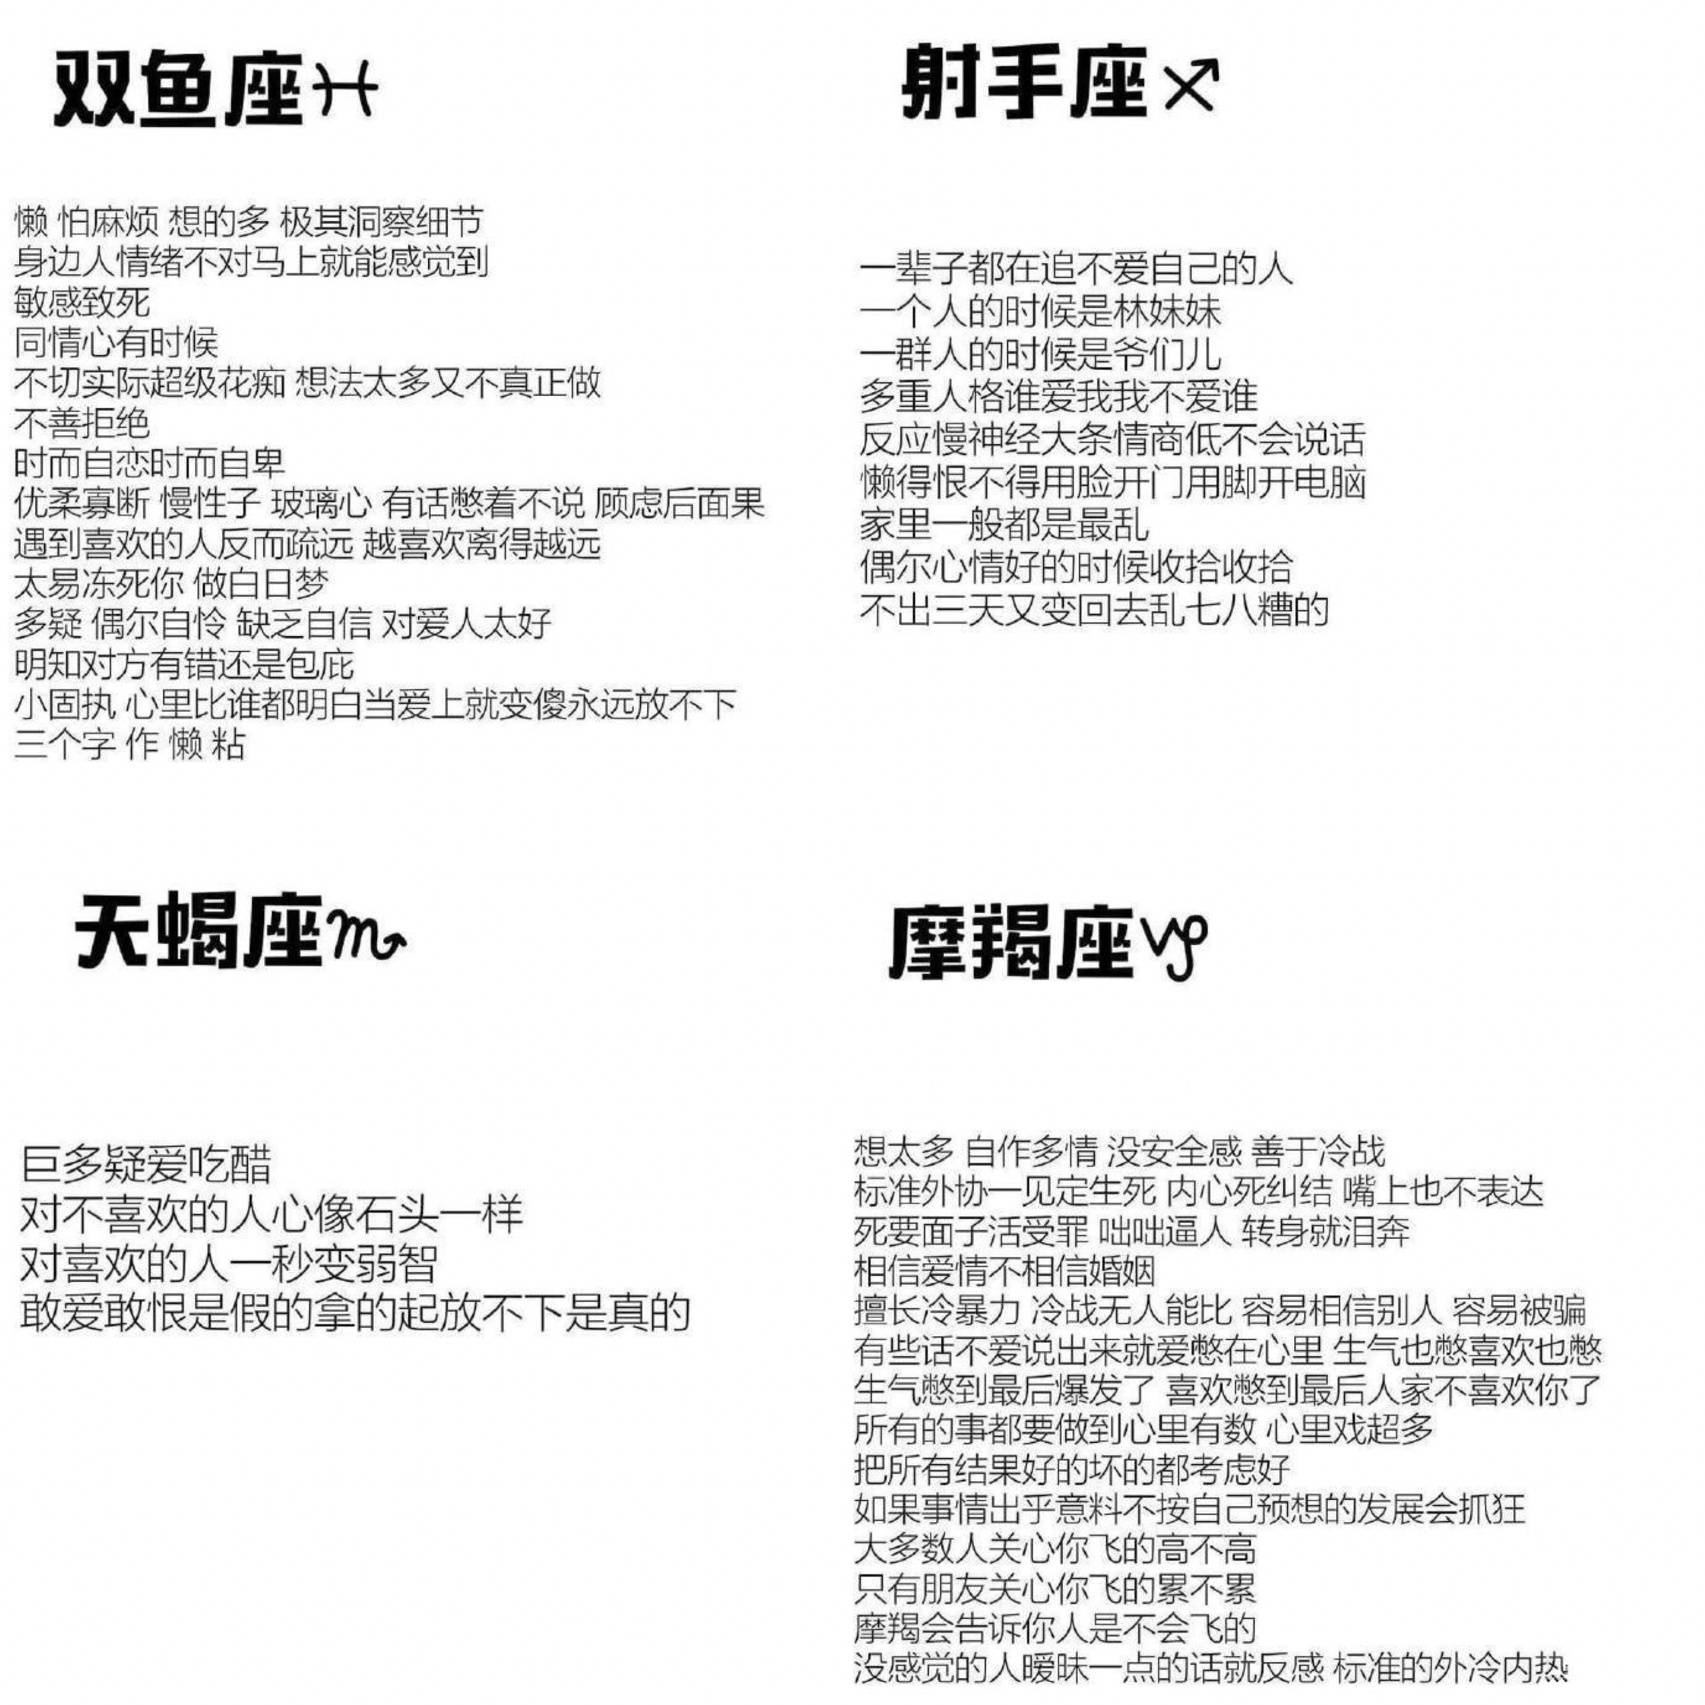 双鱼座♓
懒 怕麻烦 想的多 极其洞察细节
身边人情绪不对马上就能感觉到
敏感致死
同情心有时候
不切实际超级花痴 想法太多又不真正做
不善拒绝
时而自恋时而自卑
优柔寡断 慢性子 玻璃心 有话憋着不说 顾虑后面果
遇到喜欢的人反而疏远 越喜欢离得越远
太易冻死你 做白日梦
多疑 偶尔自怜 缺乏自信 对爱人太好
明知对方有错还是包庇
小固执 心里比谁都明白当爱上就变傻永远放不下
三个字 作 懒 粘
射手座♐
一辈子都在追不爱自己的人
一个人的时候是林妹妹
一群人的时候是爷们儿
多重人格谁爱我我不爱谁
反应慢神经大条情商低不会说话
懒得恨不得用脸开门用脚开电脑
家里一般都是最乱
偶尔心情好的时候收拾收拾
不出三天又变回去乱七八糟的
天蝎座♏
巨多疑爱吃醋
对不喜欢的人心像石头一样
对喜欢的人一秒变弱智
敢爱敢恨是假的拿的起放不下是真的
摩羯座♑
想太多 自作多情 没安全感 善于冷战
标准外协一见定生死 内心死纠结 嘴上也不表达
死要面子活受罪 咄咄逼人 转身就泪奔
相信爱情不相信婚姻
擅长冷暴力 冷战无人能比 容易相信别人 容易被骗
有些话不爱说出来就爱憋在心里 生气也憋喜欢也憋
生气憋到最后爆发了 喜欢憋到最后人家不喜欢你了
所有的事都要做到心里有数 心里戏超多
把所有结果好的坏的都考虑好
如果事情出乎意料不按自己预想的发展会抓狂
大多数人关心你飞的高不高
只有朋友关心你飞的累不累
摩羯会告诉你人是不会飞的
没感觉的人暧昧一点的话就反感 标准的外冷内热